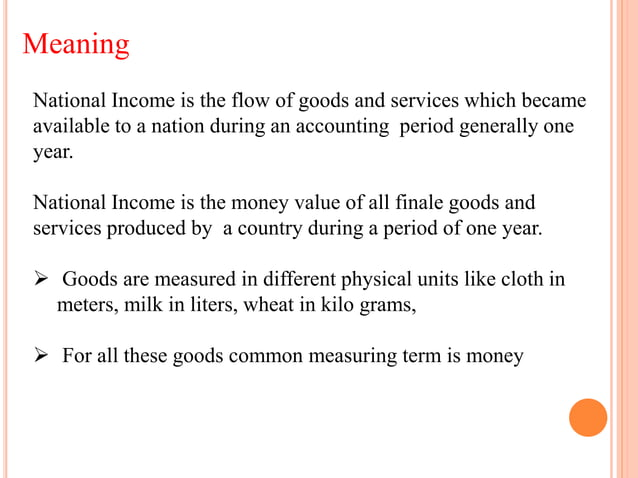 Meaning
National Income is the flow of goods and services which became
available to a nation during an accounting  period generally one
year.
National Income is the money value of all finale goods and
services produced by  a country during a period of one year.
➢ Goods are measured in different physical units like cloth in
meters, milk in liters, wheat in kilo grams,
➢ For all these goods common measuring term is money